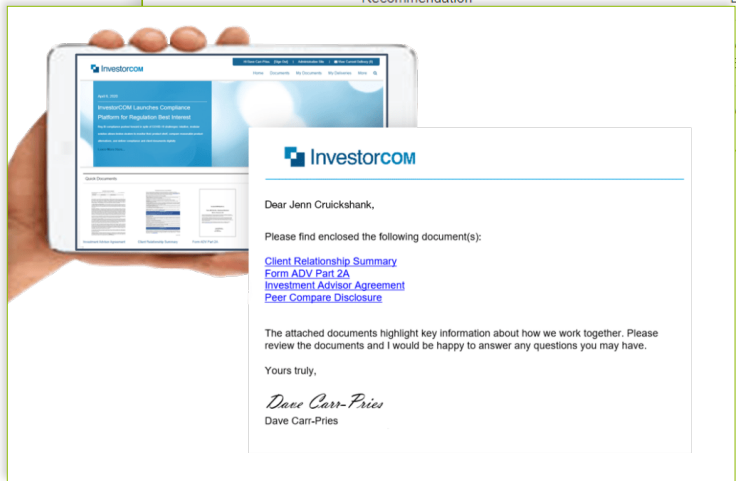 Recommendation
InvestorCOM
Home Documents My Documents My Deliveries More
April 9, 2020
InvestorCOM Launches Compliance
Platform for Regulation Best Interest
Quick Documents
Investment Advisor Agreement Client Relationship Summary Form ADV Part 2A
InvestorCOM
Dear Jenn Cruickshank,
Please find enclosed the following document(s):
Client Relationship Summary
Form ADV Part 2A
Investment Advisor Agreement
Peer Compare Disclosure
The attached documents highlight key information about how we work together. Please
review the documents and I would be happy to answer any questions you may have.
Yours truly,
Dave Carr-Pries
Dave Carr-Pries